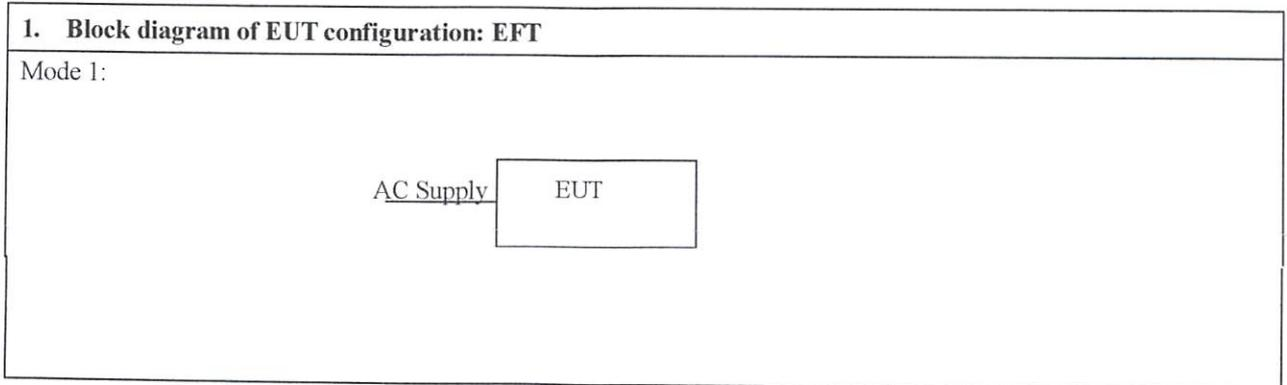 1. Block diagram of EUT configuration: EFT
Mode 1:
AC Supply EUT